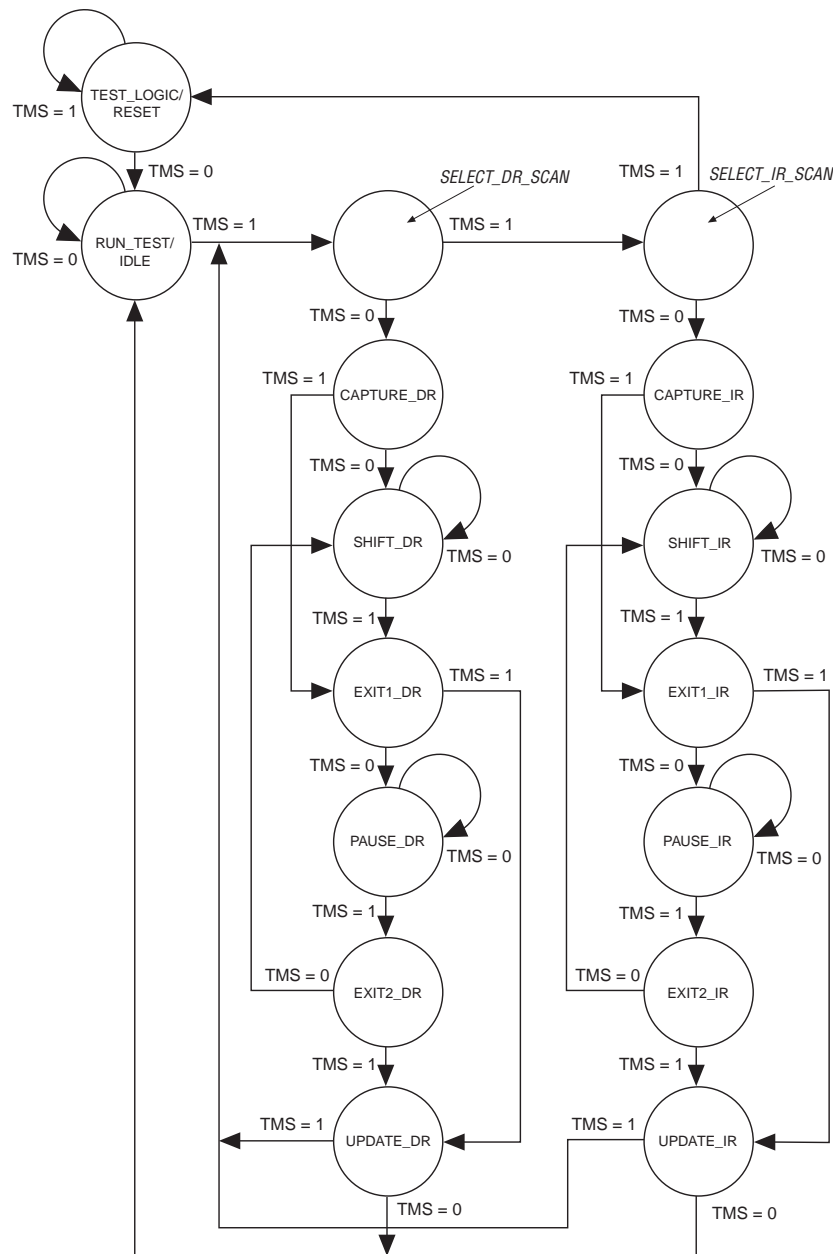 TMS = 1
TEST_LOGIC/
RESET
TMS = 0
SELECT_DR_SCAN
TMS = 1
SELECT_IR_SCAN
RUN_TEST/
IDLE
TMS = 0
TMS = 1
TMS = 1
TMS = 0
TMS = 0
TMS = 1
CAPTURE_DR
TMS = 1
CAPTURE_IR
TMS = 0
TMS = 0
SHIFT_DR
TMS = 0
SHIFT_IR
TMS = 0
TMS = 1
TMS = 1
EXIT1_DR
TMS = 1
EXIT1_IR
TMS = 1
TMS = 0
TMS = 0
PAUSE_DR
TMS = 0
PAUSE_IR
TMS = 0
TMS = 1
TMS = 1
TMS = 0
EXIT2_DR
TMS = 0
EXIT2_IR
TMS = 1
TMS = 1
TMS = 1
UPDATE_DR
TMS = 1
UPDATE_IR
TMS = 0
TMS = 0